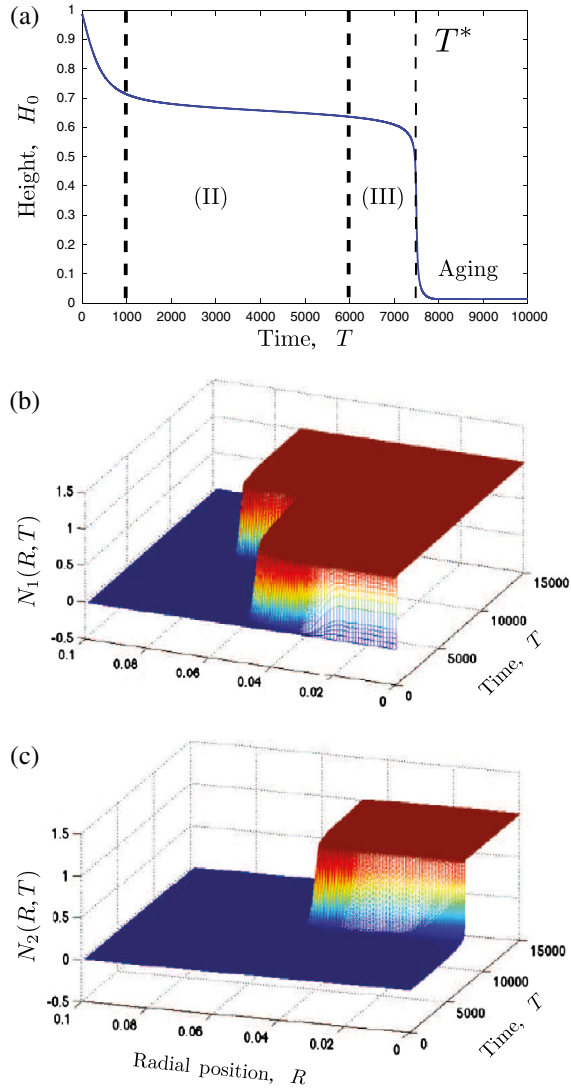 (a)
Height, H₀
1
0.9
0.8
0.7
0.6
0.5
0.4
0.3
0.2
0.1
0
T*
(II)
(III)
Aging
0 1000 2000 3000 4000 5000 6000 7000 8000 9000 10000
Time, T
(b)
N₁(R,T)
1.5
1
0.5
0
-0.5
0.1 0.08 0.06 0.04 0.02 0
0 5000 10000 15000
Time, T
(c)
N₂(R,T)
1.5
1
0.5
0
-0.5
0.1 0.08 0.06 0.04 0.02 0
0 5000 10000 15000
Time, T
Radial position, R